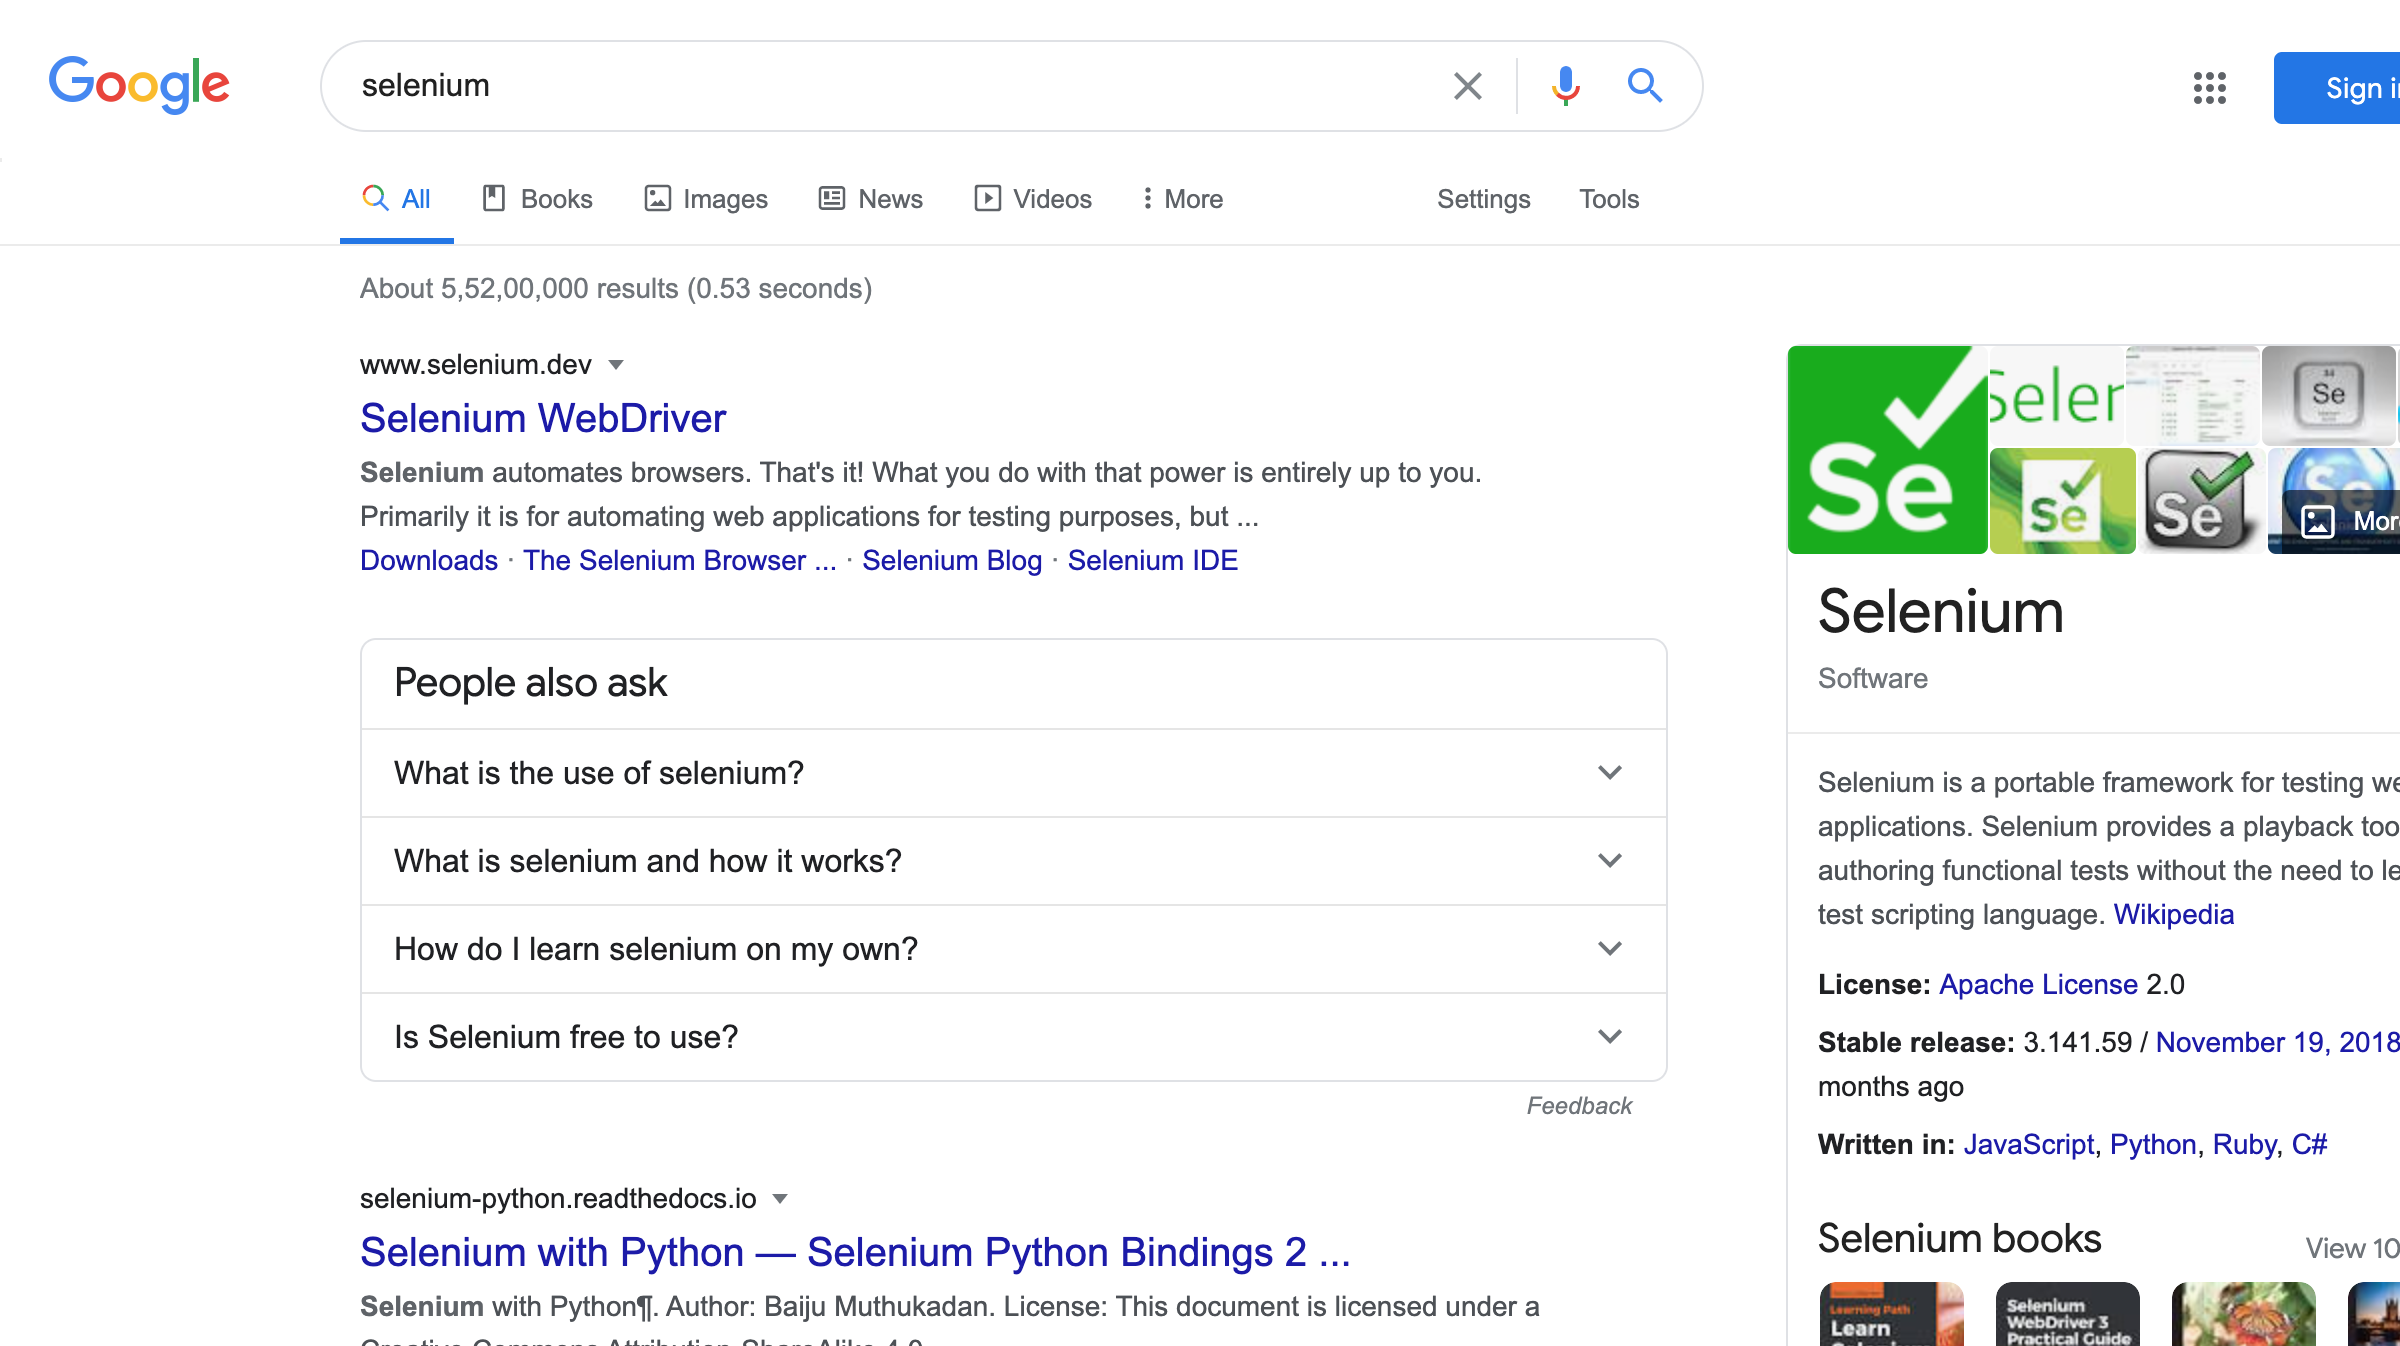 Google
selenium
Sign i
All
Books
Images
News
Videos
More
Settings
Tools
About 5,52,00,000 results (0.53 seconds)
www.selenium.dev
Selenium WebDriver
Selenium automates browsers. That's it! What you do with that power is entirely up to you.
Primarily it is for automating web applications for testing purposes, but ...
Downloads · The Selenium Browser ... · Selenium Blog · Selenium IDE
People also ask
What is the use of selenium?
What is selenium and how it works?
How do I learn selenium on my own?
Is Selenium free to use?
Feedback
selenium-python.readthedocs.io
Selenium with Python — Selenium Python Bindings 2 ...
Selenium with Python¶. Author: Baiju Muthukadan. License: This document is licensed under a
Creative Commons Attribution-ShareAlike 4.0
Se
Seler
34
Se
Se
Se
Se
Mor
Selenium
Software
Selenium is a portable framework for testing we
applications. Selenium provides a playback too
authoring functional tests without the need to le
test scripting language. Wikipedia
License: Apache License 2.0
Stable release: 3.141.59 / November 19, 2018
months ago
Written in: JavaScript, Python, Ruby, C#
Selenium books
View 10
Learning Path
Learn
Selenium
WebDriver 3
Practical Guide